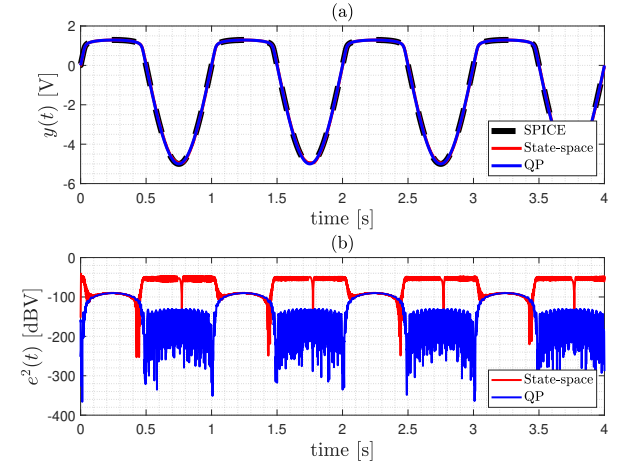 (a)
2
0
-2
-4
-6
y(t) [V]
SPICE
State-space
QP
0 0.5 1 1.5 2 2.5 3 3.5 4
time [s]
(b)
0
-100
-200
-300
-400
e²(t) [dBV]
State-space
QP
0 0.5 1 1.5 2 2.5 3 3.5 4
time [s]